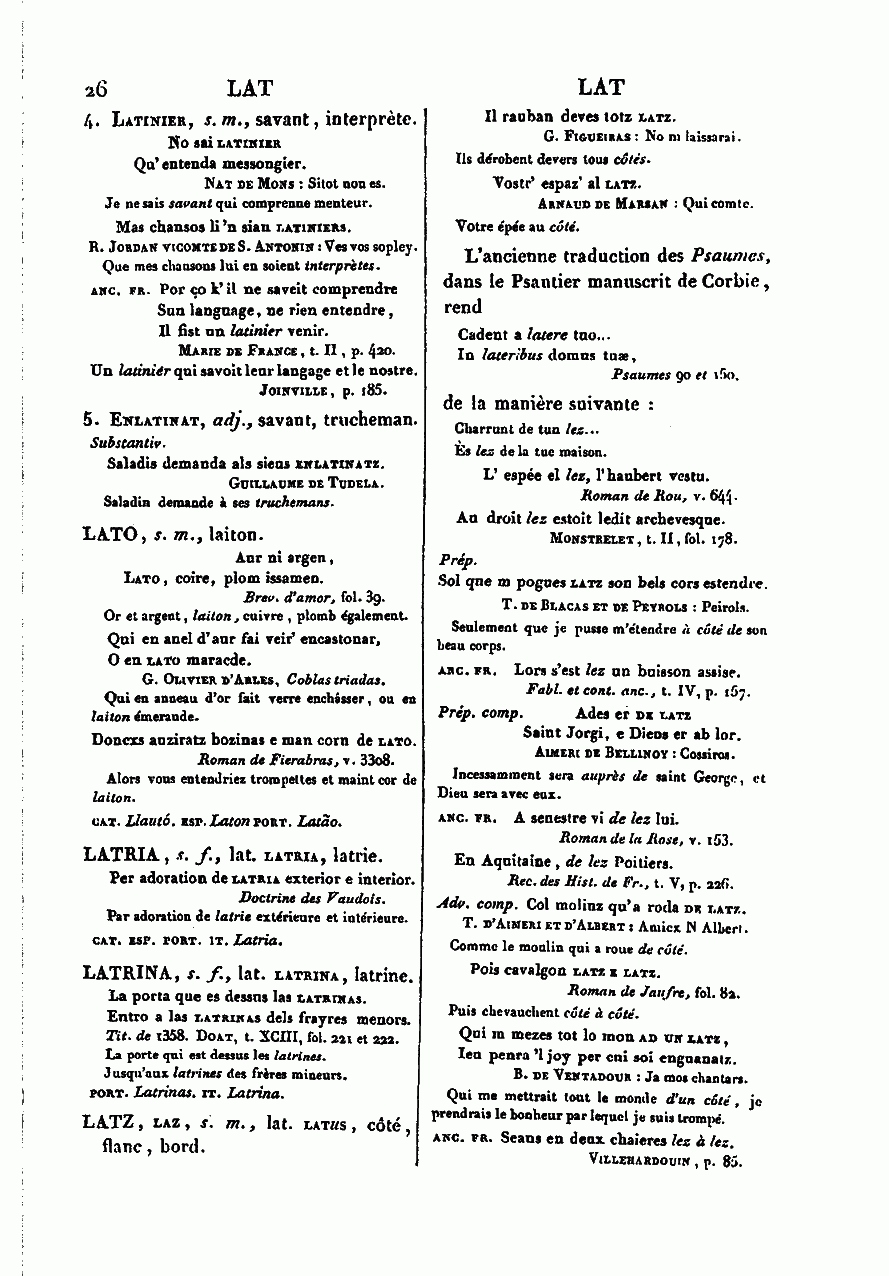 26 LAT LAT
4. LATINIER, s. m., savant, interprète.
No sai LATINIER
Qu'entenda messongier.
NAT DE MONS : Sitot non es.
Je ne sais savant qui comprenne menteur.
Mas chansos li 'n sian LATINIERS.
R. JORDAN VICOMTE DE S. ANTONIN : Ves vos sopley.
Que mes chansons lui en soient interprètes.
ANC. FR. Por ço k'il ne saveit comprendre
Sun language, ne rien entendre,
Il fist un latinier venir.
MARIE DE FRANCE, t. II, p. 420.
Un latinier qui savoit leur langage et le nostre.
JOINVILLE, p. 185.
5. ENLATINAT, adj., savant, trucheman.
Substantiv.
Saladis demanda als siens ENLATINATZ.
GUILLAUME DE TUDELA.
Saladin demande à ses truchemans.
LATO, s. m., laiton.
Aur ni argen,
LATO, coire, plom issamen.
Brev. d'amor, fol. 39.
Or et argent, laiton, cuivre, plomb également.
Qui en anel d'aur fai veir' encastonar,
O en LATO maracde.
G. OLIVIER D'ARLES, Coblas triadas.
Qui en anneau d'or fait verre enchâsser, ou en
laiton émeraude.
Doncxs auziratz bozinas e man corn de LATO.
Roman de Fierabras, v. 3308.
Alors vous entendriez trompettes et maint cor de
laiton.
CAT. Llautó. ESP. Laton PORT. Latão.
LATRIA, s. f., lat. LATRIA, latrie.
Per adoration de LATRIA exterior e interior.
Doctrine des Vaudois.
Par adoration de latrie extérieure et intérieure.
CAT. ESP. PORT. IT. Latria.
LATRINA, s. f., lat. LATRINA, latrine.
La porta que es dessus las LATRINAS.
Entro a las LATRINAS dels frayres menors.
Tit. de 1358. DOAT, t. XCIII, fol. 221 et 222.
La porte qui est dessus les latrines.
Jusqu'aux latrines des frères mineurs.
PORT. Latrinas. IT. Latrina.
LATZ, LAZ, s. m., lat. LATUS, côté,
flanc, bord.
Il rauban deves totz LATZ.
G. FIGUEIRAS : No m laissarai.
Ils dérobent devers tous côtés.
Vostr' espaz' al LATZ.
ARNAUD DE MARSAN : Qui comte.
Votre épée au côté.
L'ancienne traduction des Psaumes,
dans le Psautier manuscrit de Corbie,
rend
Cadent a latere tuo...
In lateribus domus tuæ,
Psaumes 90 et 150.
de la manière suivante :
Charrunt de tun lez...
Ès lez de la tue maison.
L' espée el lez, l'haubert vestu.
Roman de Rou, v. 644.
Au droit lez estoit ledit archevesque.
MONSTRELET, t. II, fol. 178.
Prép.
Sol que m pogues LATZ son bels cors estendre.
T. DE BLACAS ET DE PEYROLS : Peirols.
Seulement que je pusse m'étendre à côté de son
beau corps.
ANC. FR. Lors s'est lez un buisson assise.
Fabl. et cont. anc., t. IV, p. 157.
Prép. comp. Ades er DE LATZ
Saint Jorgi, e Dieus er ab lor.
AIMERI DE BELLINOY : Cossiros.
Incessamment sera auprès de saint George, et
Dieu sera avec eux.
ANC. FR. A senestre vi de lez lui.
Roman de la Rose, v. 153.
En Aquitaine, de lez Poitiers.
Rec. des Hist. de Fr., t. V, p. 226.
Adv. comp. Col molinz qu'a roda DE LATZ.
T. D'AIMERI ET D'ALBERT : Amicx N Albert.
Comme le moulin qui a roue de côté.
Pois cavalgon LATZ E LATZ.
Roman de Jaufre, fol. 82.
Puis chevauchent côté à côté.
Qui m mezes tot lo mon AD UN LATZ,
Ieu penra 'l joy per cui soi enguanatz.
B. DE VENTADOUR : Ja mos chantars.
Qui me mettrait tout le monde d'un côté, je
prendrais le bonheur par lequel je suis trompé.
ANC. FR. Seans en deux chaieres lez à lez.
VILLEHARDOUIN, p. 85.